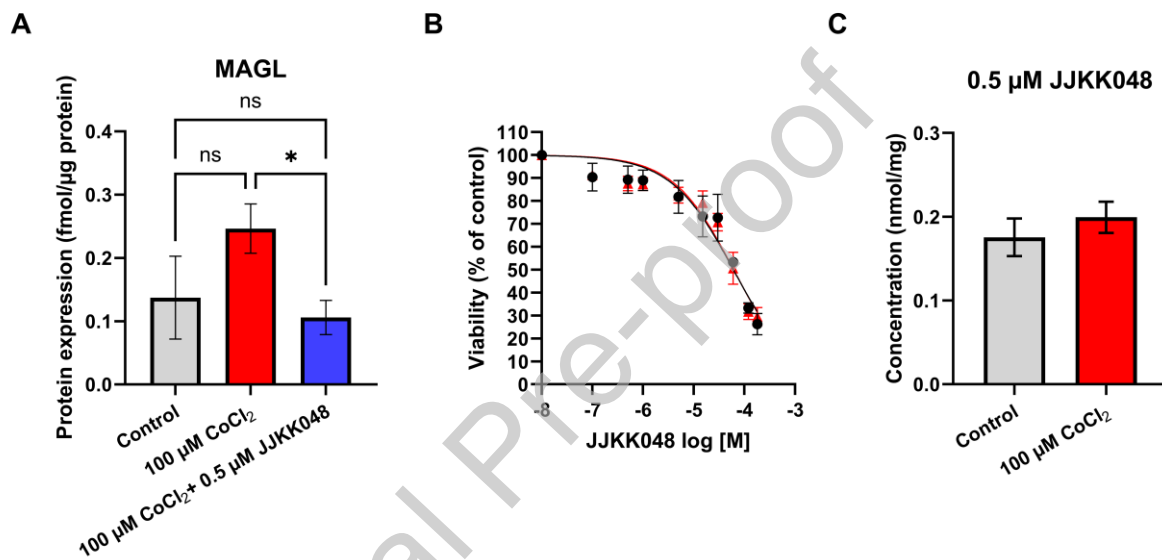 A
MAGL
Protein expression (fmol/µg protein)
0.4
0.3
0.2
0.1
0.0
ns
ns
*
Control
100 µM CoCl₂
100 µM CoCl₂+ 0.5 µM JJKK048
B
Viability (% of control)
110
100
90
80
70
60
50
40
30
20
10
0
-8
-7
-6
-5
-4
-3
JJKK048 log [M]
C
0.5 µM JJKK048
Concentration (nmol/mg)
0.3
0.2
0.1
0.0
Control
100 µM CoCl₂
al Pre-proof